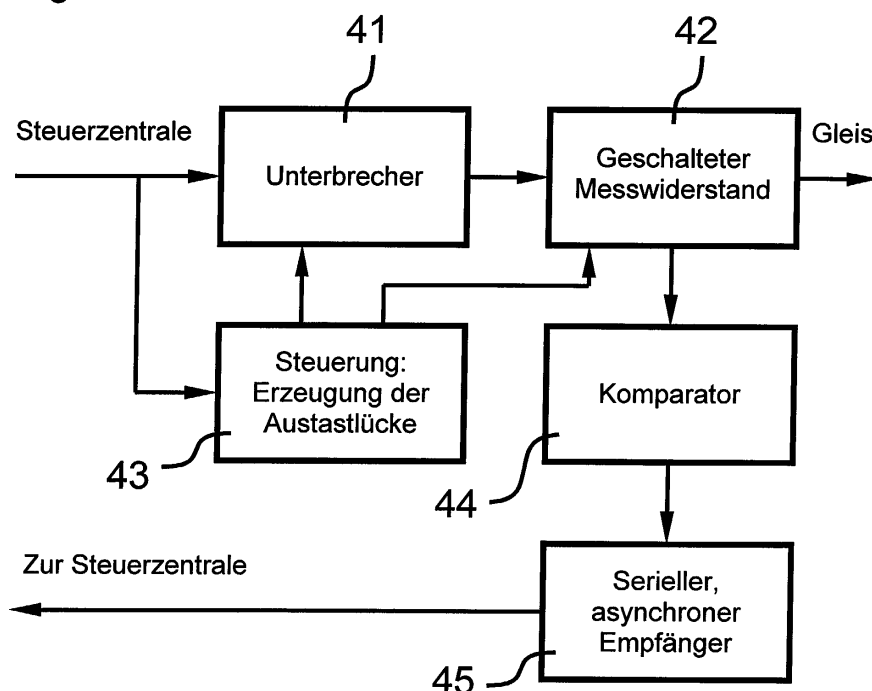 41
42
Steuerzentrale
Gleis
Unterbrecher
Geschalteter
Messwiderstand
Steuerung:
Erzeugung der
Austastlücke
Komparator
43
44
Zur Steuerzentrale
Serieller,
asynchroner
Empfänger
45